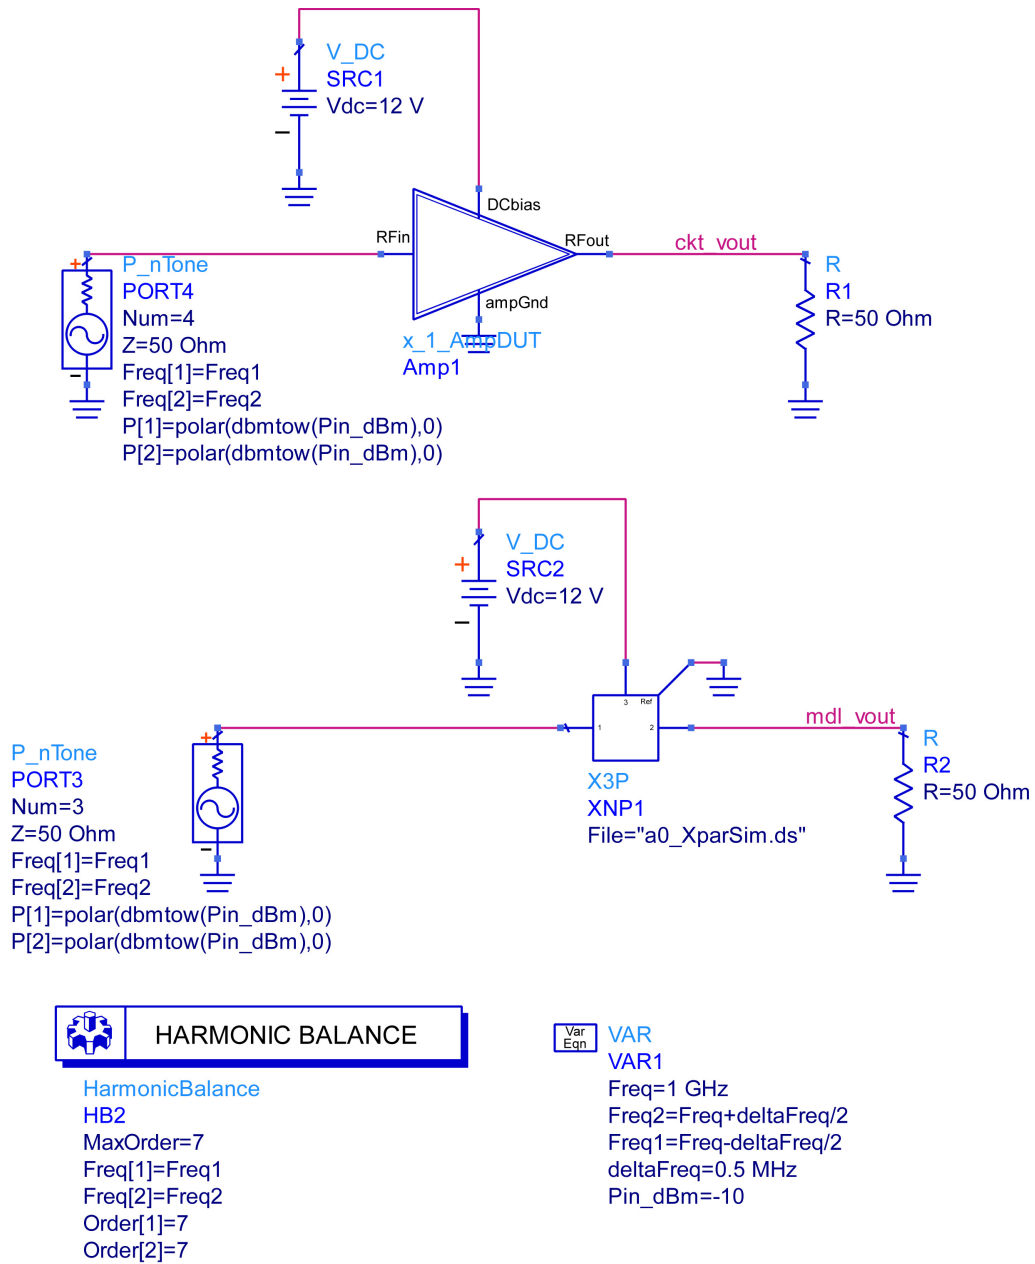 V_DC
SRC1
Vdc=12 V
+
−
DCbias
RFin
RFout
ckt_vout
ampGnd
x_1_AmpDUT
Amp1
+
−
P_nTone
PORT4
Num=4
Z=50 Ohm
Freq[1]=Freq1
Freq[2]=Freq2
P[1]=polar(dbmtow(Pin_dBm),0)
P[2]=polar(dbmtow(Pin_dBm),0)
R
R1
R=50 Ohm
V_DC
SRC2
Vdc=12 V
+
−
3
Ref
1
2
mdl_vout
X3P
XNP1
File="a0_XparSim.ds"
+
−
P_nTone
PORT3
Num=3
Z=50 Ohm
Freq[1]=Freq1
Freq[2]=Freq2
P[1]=polar(dbmtow(Pin_dBm),0)
P[2]=polar(dbmtow(Pin_dBm),0)
R
R2
R=50 Ohm
HARMONIC BALANCE
HarmonicBalance
HB2
MaxOrder=7
Freq[1]=Freq1
Freq[2]=Freq2
Order[1]=7
Order[2]=7
Var
Eqn
VAR
VAR1
Freq=1 GHz
Freq2=Freq+deltaFreq/2
Freq1=Freq-deltaFreq/2
deltaFreq=0.5 MHz
Pin_dBm=-10